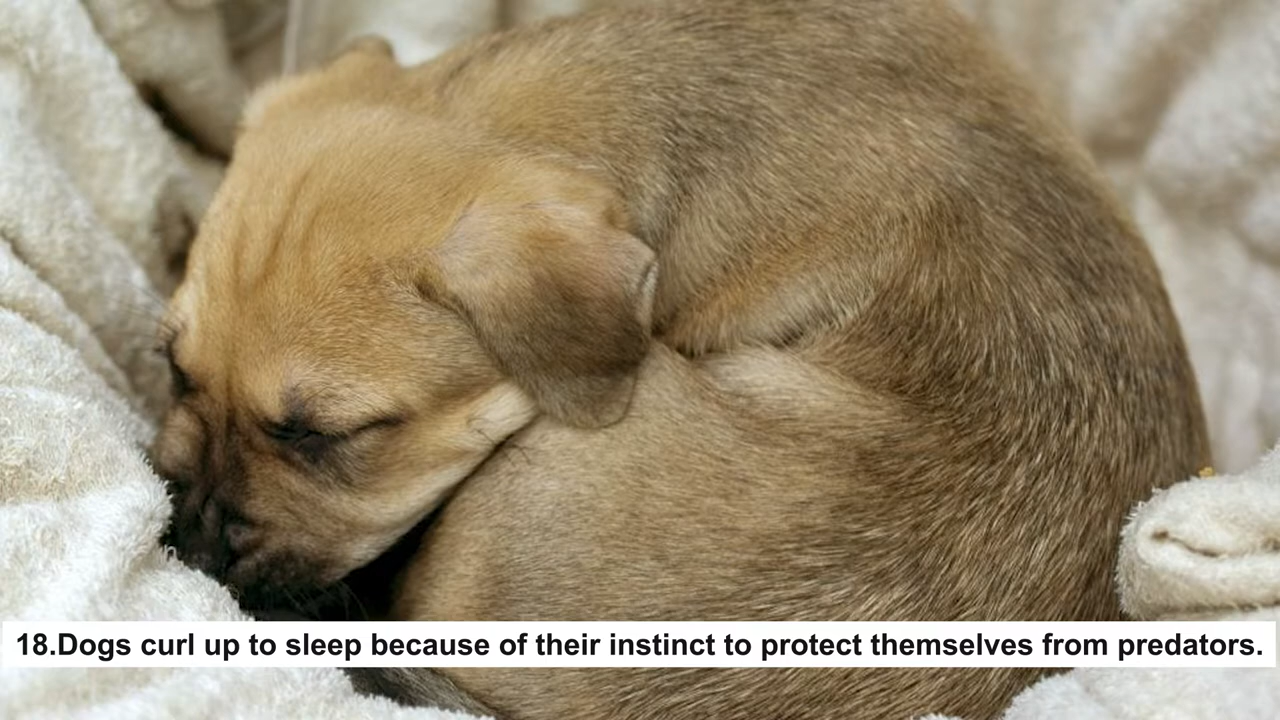 18.Dogs curl up to sleep because of their instinct to protect themselves from predators.